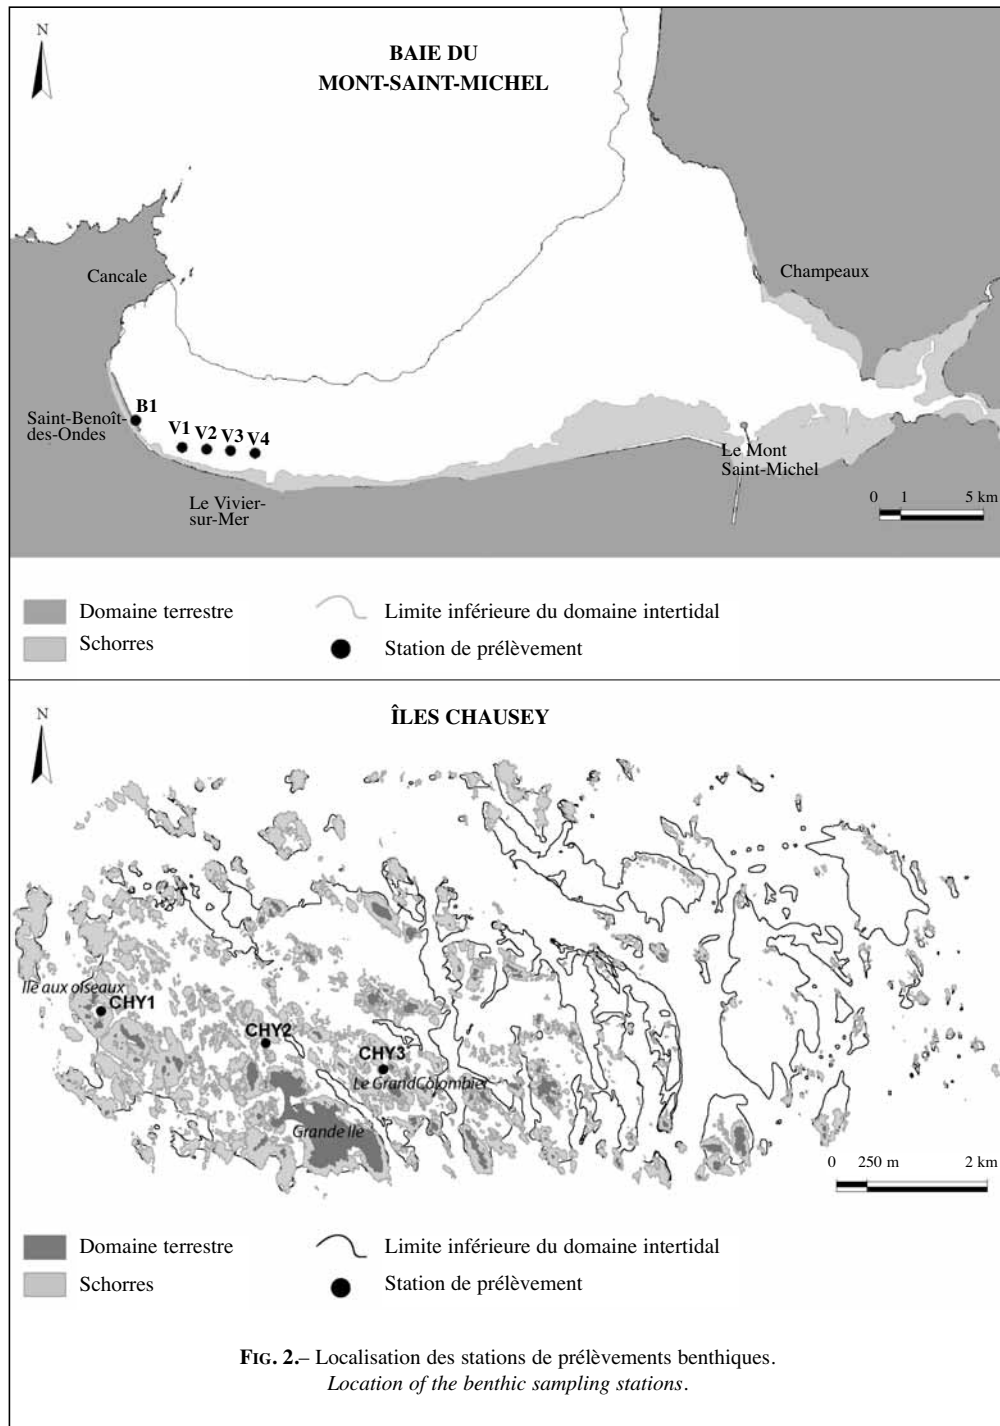 N
BAIE DU
MONT-SAINT-MICHEL
Cancale
Champeaux
B1
Saint-Benoît-
des-Ondes
V1 V2 V3 V4
Le Mont
Saint-Michel
Le Vivier-
sur-Mer
0 1 5 km
Domaine terrestre
Limite inférieure du domaine intertidal
Schorres
Station de prélèvement
N
ÎLES CHAUSEY
Ile aux oiseaux
CHY1
CHY2
CHY3
Le GrandColombier
Grande Ile
0 250 m 2 km
Domaine terrestre
Limite inférieure du domaine intertidal
Schorres
Station de prélèvement
FIG. 2.– Localisation des stations de prélèvements benthiques.
Location of the benthic sampling stations.